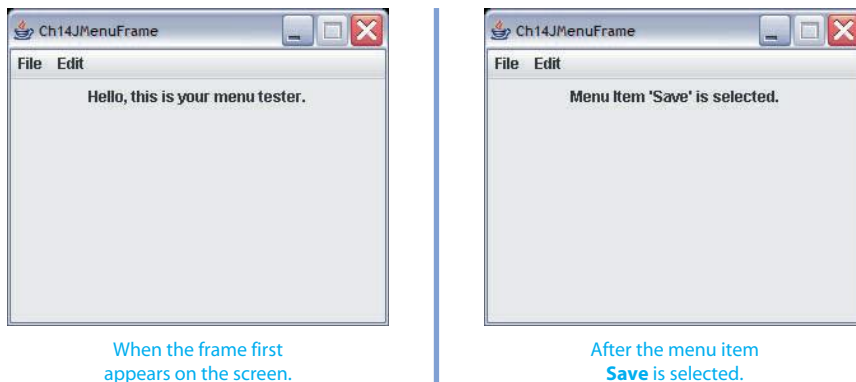 Ch14JMenuFrame
File Edit
Hello, this is your menu tester.
When the frame first
appears on the screen.
Ch14JMenuFrame
File Edit
Menu Item 'Save' is selected.
After the menu item
Save is selected.